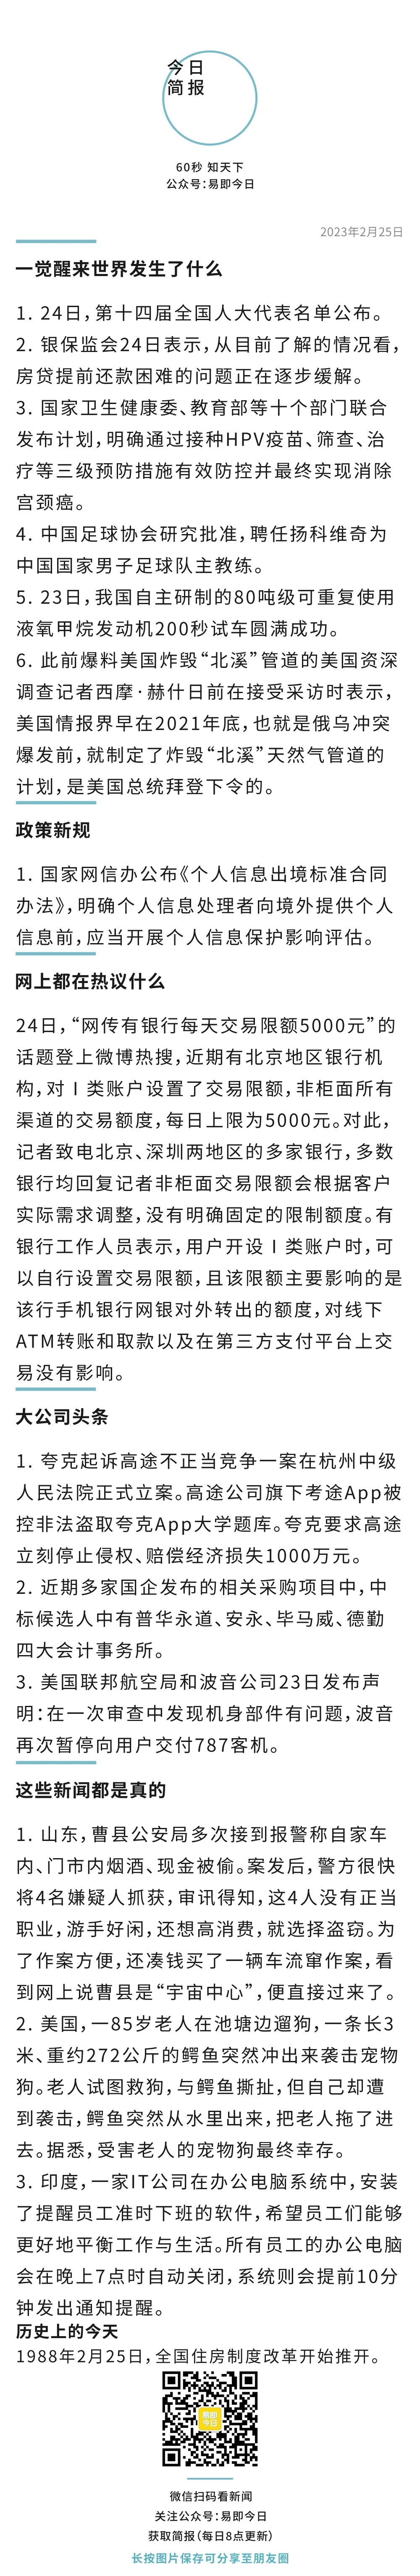 今日
简报
60秒 知天下
公众号：易即今日
2023年2月25日
一觉醒来世界发生了什么
1. 24日，第十四届全国人大代表名单公布。
2. 银保监会24日表示，从目前了解的情况看，
房贷提前还款困难的问题正在逐步缓解。
3. 国家卫生健康委、教育部等十个部门联合
发布计划，明确通过接种HPV疫苗、筛查、治
疗等三级预防措施有效防控并最终实现消除
宫颈癌。
4. 中国足球协会研究批准，聘任扬科维奇为
中国国家男子足球队主教练。
5. 23日，我国自主研制的80吨级可重复使用
液氧甲烷发动机200秒试车圆满成功。
6. 此前爆料美国炸毁“北溪”管道的美国资深
调查记者西摩·赫什日前在接受采访时表示，
美国情报界早在2021年底，也就是俄乌冲突
爆发前，就制定了炸毁“北溪”天然气管道的
计划，是美国总统拜登下令的。
政策新规
1. 国家网信办公布《个人信息出境标准合同
办法》，明确个人信息处理者向境外提供个人
信息前，应当开展个人信息保护影响评估。
网上都在热议什么
24日，“网传有银行每天交易限额5000元”的
话题登上微博热搜，近期有北京地区银行机
构，对Ⅰ类账户设置了交易限额，非柜面所有
渠道的交易额度，每日上限为5000元。对此，
记者致电北京、深圳两地区的多家银行，多数
银行均回复记者非柜面交易限额会根据客户
实际需求调整，没有明确固定的限制额度。有
银行工作人员表示，用户开设Ⅰ类账户时，可
以自行设置交易限额，且该限额主要影响的是
该行手机银行网银对外转出的额度，对线下
ATM转账和取款以及在第三方支付平台上交
易没有影响。
大公司头条
1. 夸克起诉高途不正当竞争一案在杭州中级
人民法院正式立案。高途公司旗下考途App被
控非法盗取夸克App大学题库。夸克要求高途
立刻停止侵权、赔偿经济损失1000万元。
2. 近期多家国企发布的相关采购项目中，中
标候选人中有普华永道、安永、毕马威、德勤
四大会计事务所。
3. 美国联邦航空局和波音公司23日发布声
明：在一次审查中发现机身部件有问题，波音
再次暂停向用户交付787客机。
这些新闻都是真的
1. 山东，曹县公安局多次接到报警称自家车
内、门市内烟酒、现金被偷。案发后，警方很快
将4名嫌疑人抓获，审讯得知，这4人没有正当
职业，游手好闲，还想高消费，就选择盗窃。为
了作案方便，还凑钱买了一辆车流窜作案，看
到网上说曹县是“宇宙中心”，便直接过来了。
2. 美国，一85岁老人在池塘边遛狗，一条长3
米、重约272公斤的鳄鱼突然冲出来袭击宠物
狗。老人试图救狗，与鳄鱼撕扯，但自己却遭
到袭击，鳄鱼突然从水里出来，把老人拖了进
去。据悉，受害老人的宠物狗最终幸存。
3. 印度，一家IT公司在办公电脑系统中，安装
了提醒员工准时下班的软件，希望员工们能够
更好地平衡工作与生活。所有员工的办公电脑
会在晚上7点时自动关闭，系统则会提前10分
钟发出通知提醒。
历史上的今天
1988年2月25日，全国住房制度改革开始推开。
易即
今日
微信扫码看新闻
关注公众号：易即今日
获取简报（每日8点更新）
长按图片保存可分享至朋友圈